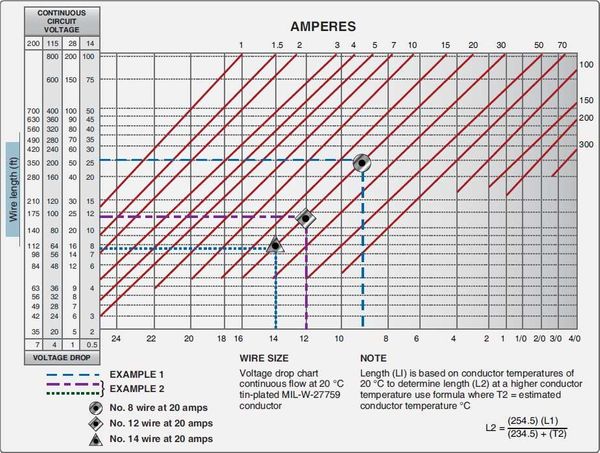 CONTINUOUS
CIRCUIT
VOLTAGE
AMPERES
200 115 28 14
1 1.5 2 3 4 5 7 10 15 20 30 50 70
800 200 100
100
600 150 75
150
700 400 100 50
200
630 360 90 45
560 320 80 40
490 280 70 35
300
420 240 60 30
350 200 50 25
280 160 40 20
210 120 30 15
175 100 25 12
140 80 20 10
112 64 16 8
98 56 14 7
84 48 12 6
63 36 9 5
56 32 8 4
49 28 7
42 24 6 3
35 20 5 2
Wire length (ft)
7 4 1 0.5
24 22 20 18 16 14 12 10 8 6 4 2 1 1/0 2/0 3/0 4/0
VOLTAGE DROP
EXAMPLE 1
EXAMPLE 2
No. 8 wire at 20 amps
No. 12 wire at 20 amps
No. 14 wire at 20 amps
WIRE SIZE
Voltage drop chart
continuous flow at 20 °C
tin-plated MIL-W-27759
conductor
NOTE
Length (LI) is based on conductor temperatures of
20 °C to determine length (L2) at a higher conductor
temperature use formula where T2 = estimated
conductor temperature °C
L2 = (254.5) (L1)
(234.5) + (T2)